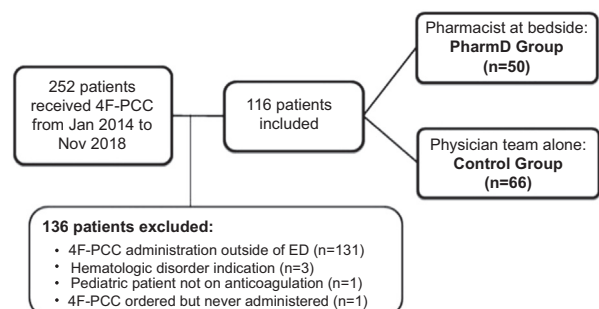 252 patients
received 4F-PCC
from Jan 2014 to
Nov 2018
116 patients
included
Pharmacist at bedside:
PharmD Group
(n=50)
Physician team alone:
Control Group
(n=66)
136 patients excluded:
• 4F-PCC administration outside of ED (n=131)
• Hematologic disorder indication (n=3)
• Pediatric patient not on anticoagulation (n=1)
• 4F-PCC ordered but never administered (n=1)